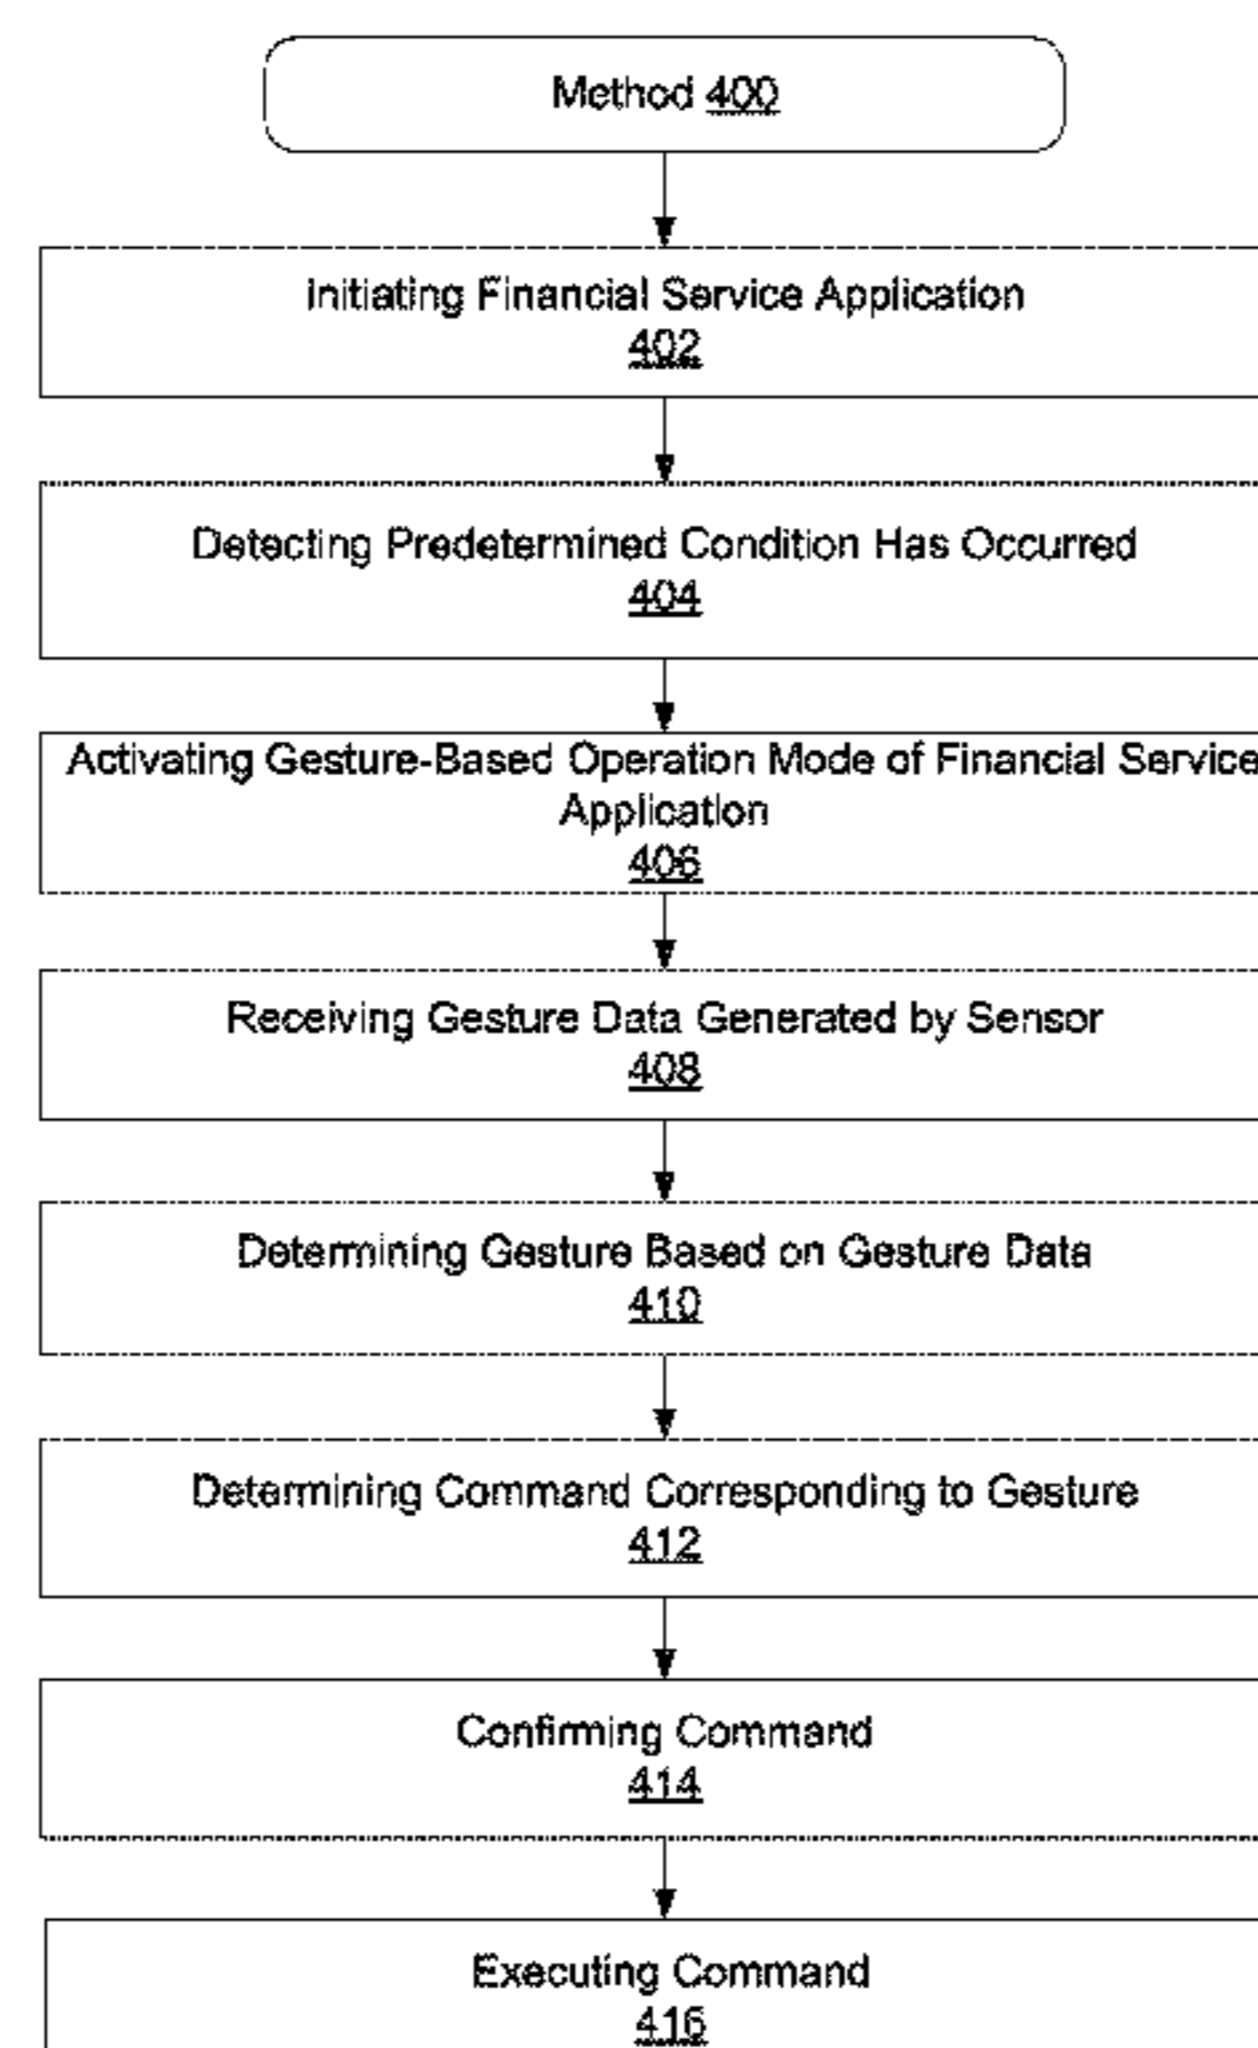 Method 400
Initiating Financial Service Application
402
Detecting Predetermined Condition Has Occurred
404
Activating Gesture-Based Operation Mode of Financial Service
Application
406
Receiving Gesture Data Generated by Sensor
408
Determining Gesture Based on Gesture Data
410
Determining Command Corresponding to Gesture
412
Confirming Command
414
Executing Command
416